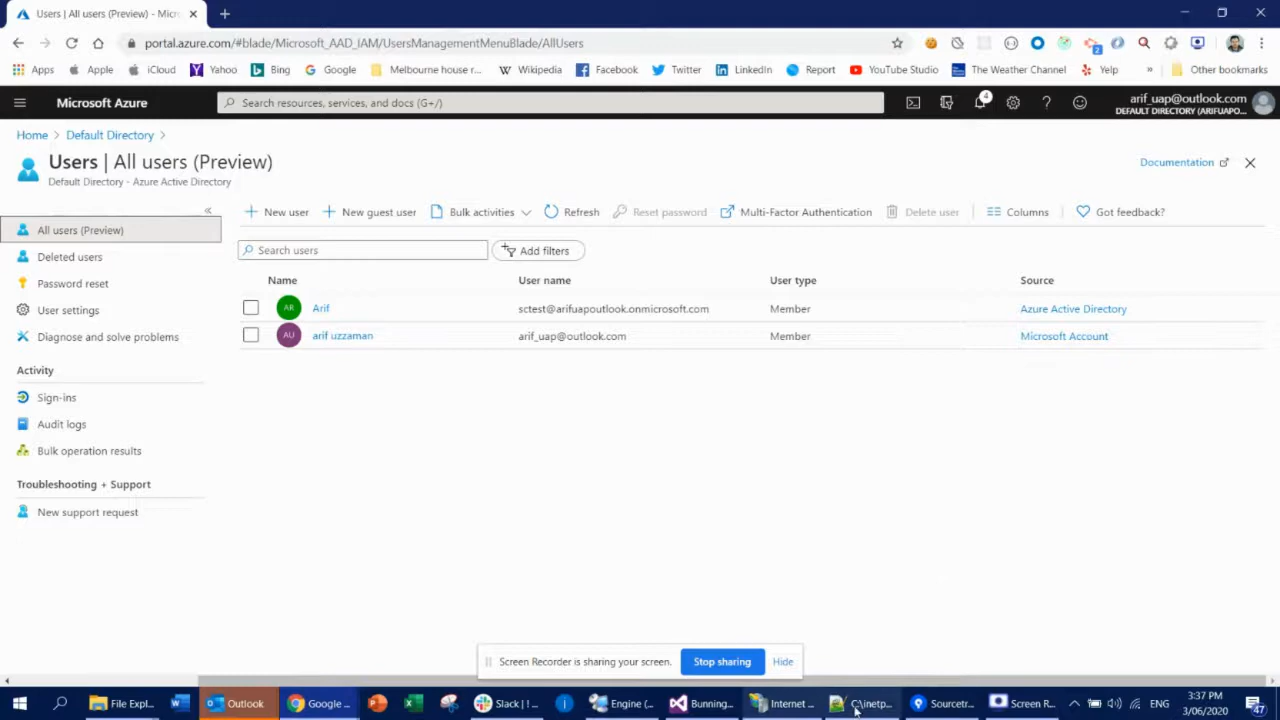 Users | All users (Preview) - Micr
portal.azure.com/#blade/Microsoft_AAD_IAM/UsersManagementMenuBlade/AllUsers
2
Apps Apple iCloud Yahoo Bing Google Melbourne house r... Wikipedia Facebook Twitter LinkedIn Report YouTube Studio The Weather Channel Yelp » Other bookmarks
Microsoft Azure
Search resources, services, and docs (G+/)
4
arif_uap@outlook.com
DEFAULT DIRECTORY (ARIFUAPO...
Home > Default Directory >
Users | All users (Preview)
Default Directory - Azure Active Directory
Documentation
«
All users (Preview)
Deleted users
Password reset
User settings
Diagnose and solve problems
Activity
Sign-ins
Audit logs
Bulk operation results
Troubleshooting + Support
New support request
New user New guest user Bulk activities Refresh Reset password Multi-Factor Authentication Delete user Columns Got feedback?
Search users
Add filters
Name User name User type Source
AR Arif sctest@arifuapoutlook.onmicrosoft.com Member Azure Active Directory
AU arif uzzaman arif_uap@outlook.com Member Microsoft Account
Screen Recorder is sharing your screen. Stop sharing Hide
File Expl... Outlook Google ... Slack | !... Engine (... Bunning... Internet ... C:\inetp... Sourcetr... Screen R... ENG
3:37 PM
3/06/2020
47